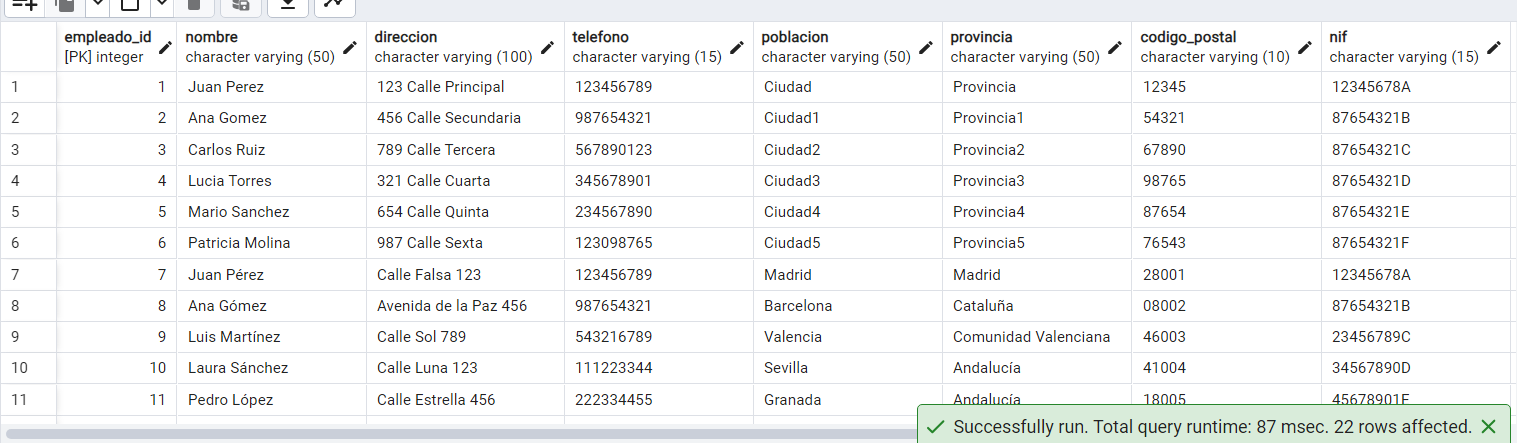 empleado_id nombre direccion telefono poblacion provincia codigo_postal nif
[PK] integer character varying (50) character varying (100) character varying (15) character varying (50) character varying (50) character varying (10) character varying (15)
1 1 Juan Perez 123 Calle Principal 123456789 Ciudad Provincia 12345 12345678A
2 2 Ana Gomez 456 Calle Secundaria 987654321 Ciudad1 Provincia1 54321 87654321B
3 3 Carlos Ruiz 789 Calle Tercera 567890123 Ciudad2 Provincia2 67890 87654321C
4 4 Lucia Torres 321 Calle Cuarta 345678901 Ciudad3 Provincia3 98765 87654321D
5 5 Mario Sanchez 654 Calle Quinta 234567890 Ciudad4 Provincia4 87654 87654321E
6 6 Patricia Molina 987 Calle Sexta 123098765 Ciudad5 Provincia5 76543 87654321F
7 7 Juan Pérez Calle Falsa 123 123456789 Madrid Madrid 28001 12345678A
8 8 Ana Gómez Avenida de la Paz 456 987654321 Barcelona Cataluña 08002 87654321B
9 9 Luis Martínez Calle Sol 789 543216789 Valencia Comunidad Valenciana 46003 23456789C
10 10 Laura Sánchez Calle Luna 123 111223344 Sevilla Andalucía 41004 34567890D
11 11 Pedro López Calle Estrella 456 222334455 Granada Andalucía 18005 45678901E
Successfully run. Total query runtime: 87 msec. 22 rows affected.